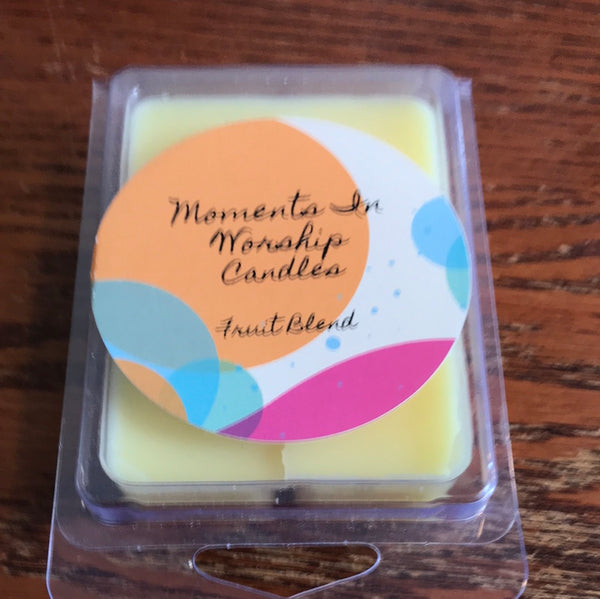 Moments In
Worship
Candles
Fruit Blend